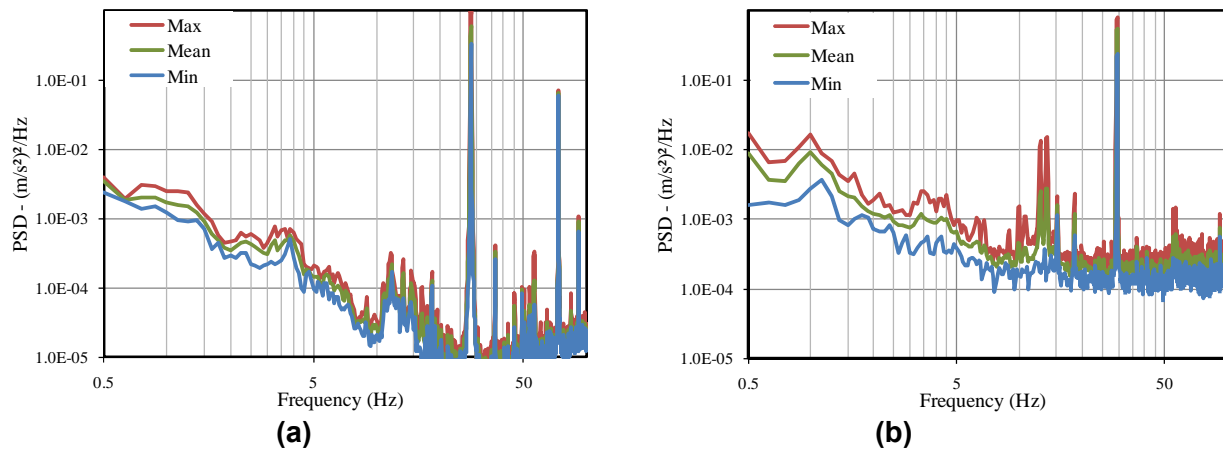 Max
Mean
Min
1.0E-01
1.0E-02
1.0E-03
1.0E-04
1.0E-05
PSD - (m/s²)²/Hz
0.5
5
50
Frequency (Hz)
(a)
Max
Mean
Min
1.0E-01
1.0E-02
1.0E-03
1.0E-04
1.0E-05
PSD - (m/s²)²/Hz
0.5
5
50
Frequency (Hz)
(b)